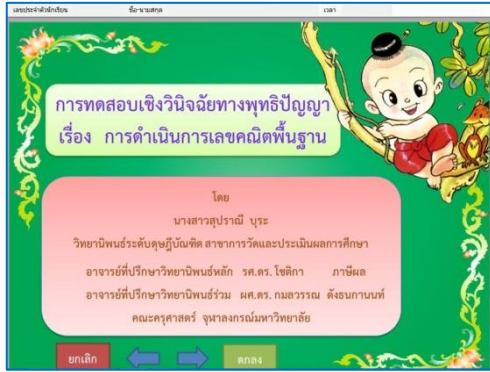 เลขประจำตัวนักเรียน ชื่อ-นามสกุล เวลา
การทดสอบเชิงวินิจฉัยทางพุทธิปัญญา
เรื่อง การดำเนินการเลขคณิตพื้นฐาน
โดย
นางสาวสุปราณี บุระ
วิทยานิพนธ์ระดับดุษฎีบัณฑิต สาขาการวัดและประเมินผลการศึกษา
อาจารย์ที่ปรึกษาวิทยานิพนธ์หลัก รศ.ดร. โชติกา ภาษีผล
อาจารย์ที่ปรึกษาวิทยานิพนธ์ร่วม ผศ.ดร. กมลวรรณ ตังธนกานนท์
คณะครุศาสตร์ จุฬาลงกรณ์มหาวิทยาลัย
ยกเลิก ตกลง